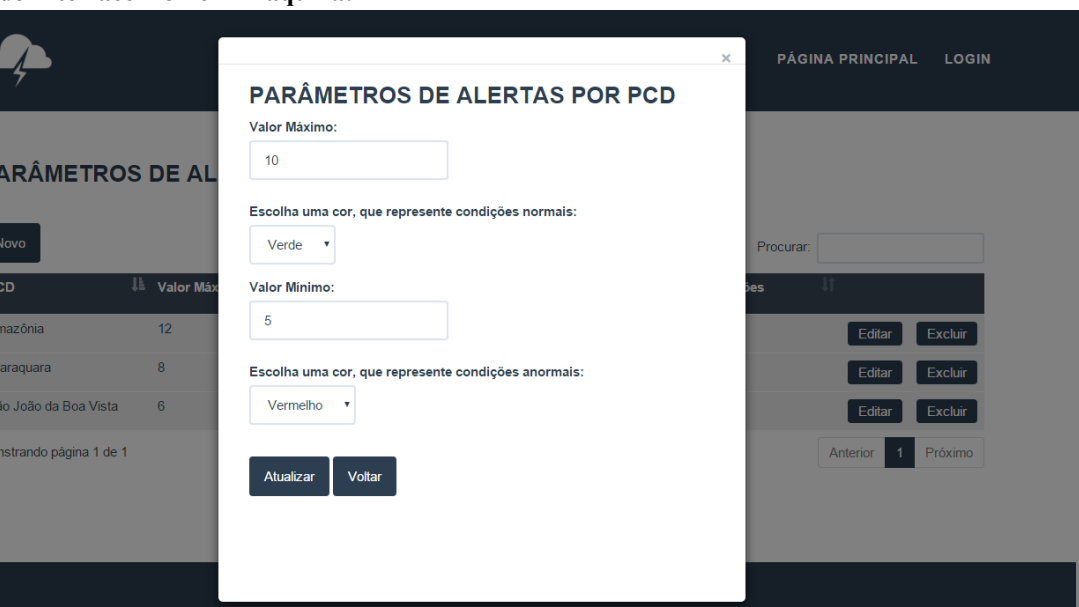 PÁGINA PRINCIPAL LOGIN
×
PARÂMETROS DE ALERTAS POR PCD
Valor Máximo:
10
Escolha uma cor, que represente condições normais:
Verde
Valor Mínimo:
5
Escolha uma cor, que represente condições anormais:
Vermelho
Atualizar Voltar
ARÂMETROS DE AL
Novo
Procurar:
CD Valor Máx ões
mazônia 12 Editar Excluir
araquara 8 Editar Excluir
ão João da Boa Vista 6 Editar Excluir
nstrando página 1 de 1
Anterior 1 Próximo